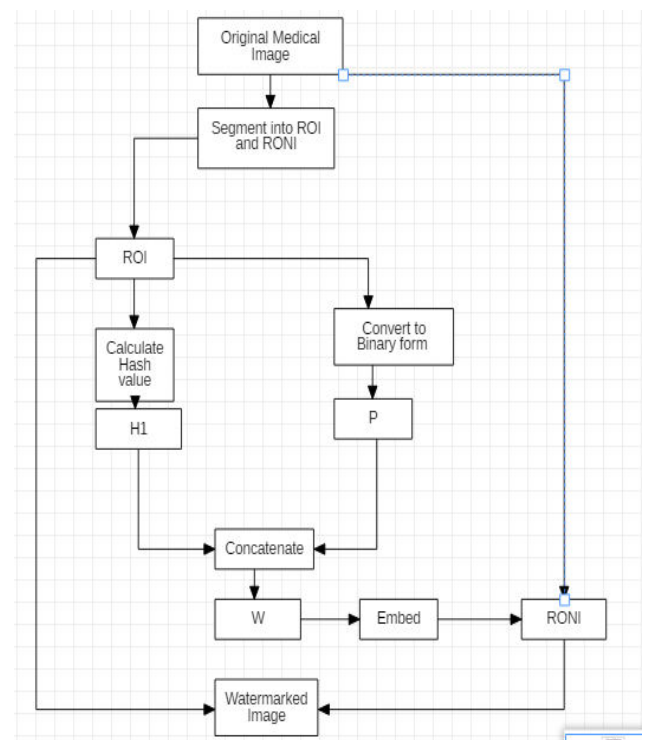 Original Medical
Image
Segment into ROI
and RONI
ROI
Calculate
Hash
value
Convert to
Binary form
H1
P
Concatenate
W
Embed
RONI
Watermarked
Image